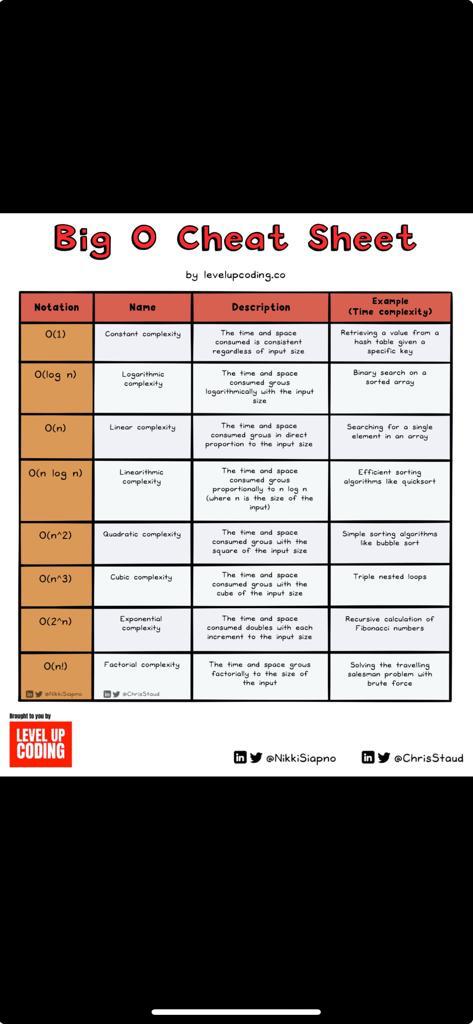 Big O Cheat Sheet
by levelupcoding.co
Notation
Name
Description
Example
(Time complexity)
O(1)
Constant complexity
The time and space
consumed is consistent
regardless of input size
Retrieving a value from a
hash table given a
specific key
O(log n)
Logarithmic
complexity
The time and space
consumed grows
logarithmically with the input
size
Binary search on a
sorted array
O(n)
Linear complexity
The time and space
consumed grows in direct
proportion to the input size
Searching for a single
element in an array
O(n log n)
Linearithmic
complexity
The time and space
consumed grows
proportionally to n log n
(where n is the size of the
input)
Efficient sorting
algorithms like quicksort
O(n^2)
Quadratic complexity
The time and space
consumed grows with the
square of the input size
Simple sorting algorithms
like bubble sort
O(n^3)
Cubic complexity
The time and space
consumed grows with the
cube of the input size
Triple nested loops
O(2^n)
Exponential
complexity
The time and space
consumed doubles with each
increment to the input size
Recursive calculation of
Fibonacci numbers
O(n!)
Factorial complexity
The time and space grows
factorially to the size of
the input
Solving the travelling
salesman problem with
brute force
in @NikkiSiapno
in @ChrisStaud
Brought to you by
LEVEL UP
CODING
in @NikkiSiapno
in @ChrisStaud